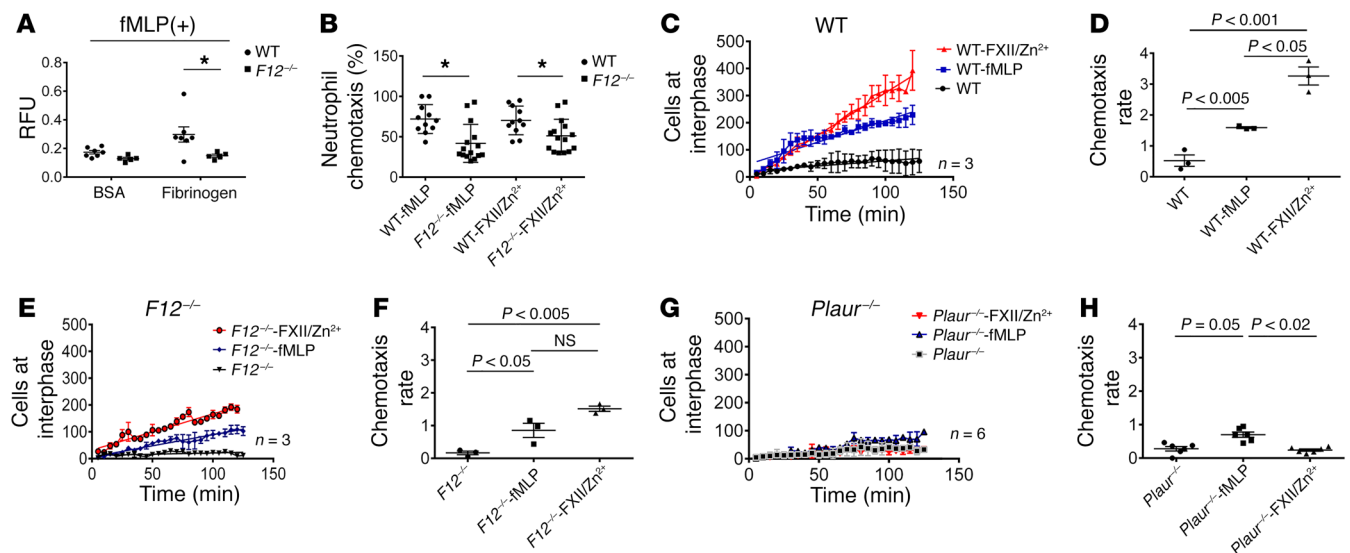 A
fMLP(+)
WT
F12⁻/⁻
*
RFU
0.8
0.6
0.4
0.2
0
BSA
Fibrinogen
B
WT
F12⁻/⁻
*
*
Neutrophil
chemotaxis (%)
150
100
50
0
WT-fMLP
F12⁻/⁻-fMLP
WT-FXII/Zn²⁺
F12⁻/⁻-FXII/Zn²⁺
C
WT
WT-FXII/Zn²⁺
WT-fMLP
WT
Cells at
interphase
500
400
300
200
100
0
n = 3
50
100
150
Time (min)
D
P < 0.001
P < 0.05
P < 0.005
Chemotaxis
rate
4
3
2
1
0
WT
WT-fMLP
WT-FXII/Zn²⁺
E
F12⁻/⁻
F12⁻/⁻-FXII/Zn²⁺
F12⁻/⁻-fMLP
F12⁻/⁻
Cells at
interphase
500
400
300
200
100
0
n = 3
50
100
150
Time (min)
F
P < 0.005
NS
P < 0.05
Chemotaxis
rate
4
3
2
1
0
F12⁻/⁻
F12⁻/⁻-fMLP
F12⁻/⁻-FXII/Zn²⁺
G
Plaur⁻/⁻
Plaur⁻/⁻-FXII/Zn²⁺
Plaur⁻/⁻-fMLP
Plaur⁻/⁻
Cells at
interphase
500
400
300
200
100
0
n = 6
50
100
150
Time (min)
H
P = 0.05
P < 0.02
Chemotaxis
rate
4
3
2
1
0
Plaur⁻/⁻
Plaur⁻/⁻-fMLP
Plaur⁻/⁻-FXII/Zn²⁺